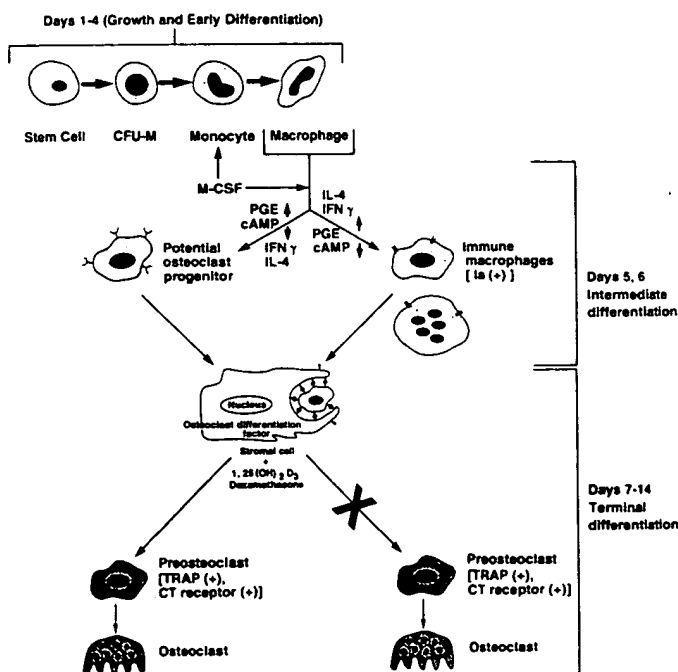 Days 1-4 (Growth and Early Differentiation)
Stem Cell
CFU-M
Monocyte
Macrophage
M-CSF
PGE
cAMP
IFN γ
IL-4
IL-4
IFN γ
PGE
cAMP
Potential
osteoclast
progenitor
Immune
macrophages
[ Ia (+) ]
Days 5, 6
Intermediate
differentiation
Nucleus
Osteoclast differentiation
factor
Stromal cell
+
1, 25 (OH) 2 D3
Dexamethasone
Days 7-14
Terminal
differentiation
Preosteoclast
[TRAP (+),
CT receptor (+)]
Osteoclast
Preosteoclast
[TRAP (+),
CT receptor (+)]
Osteoclast